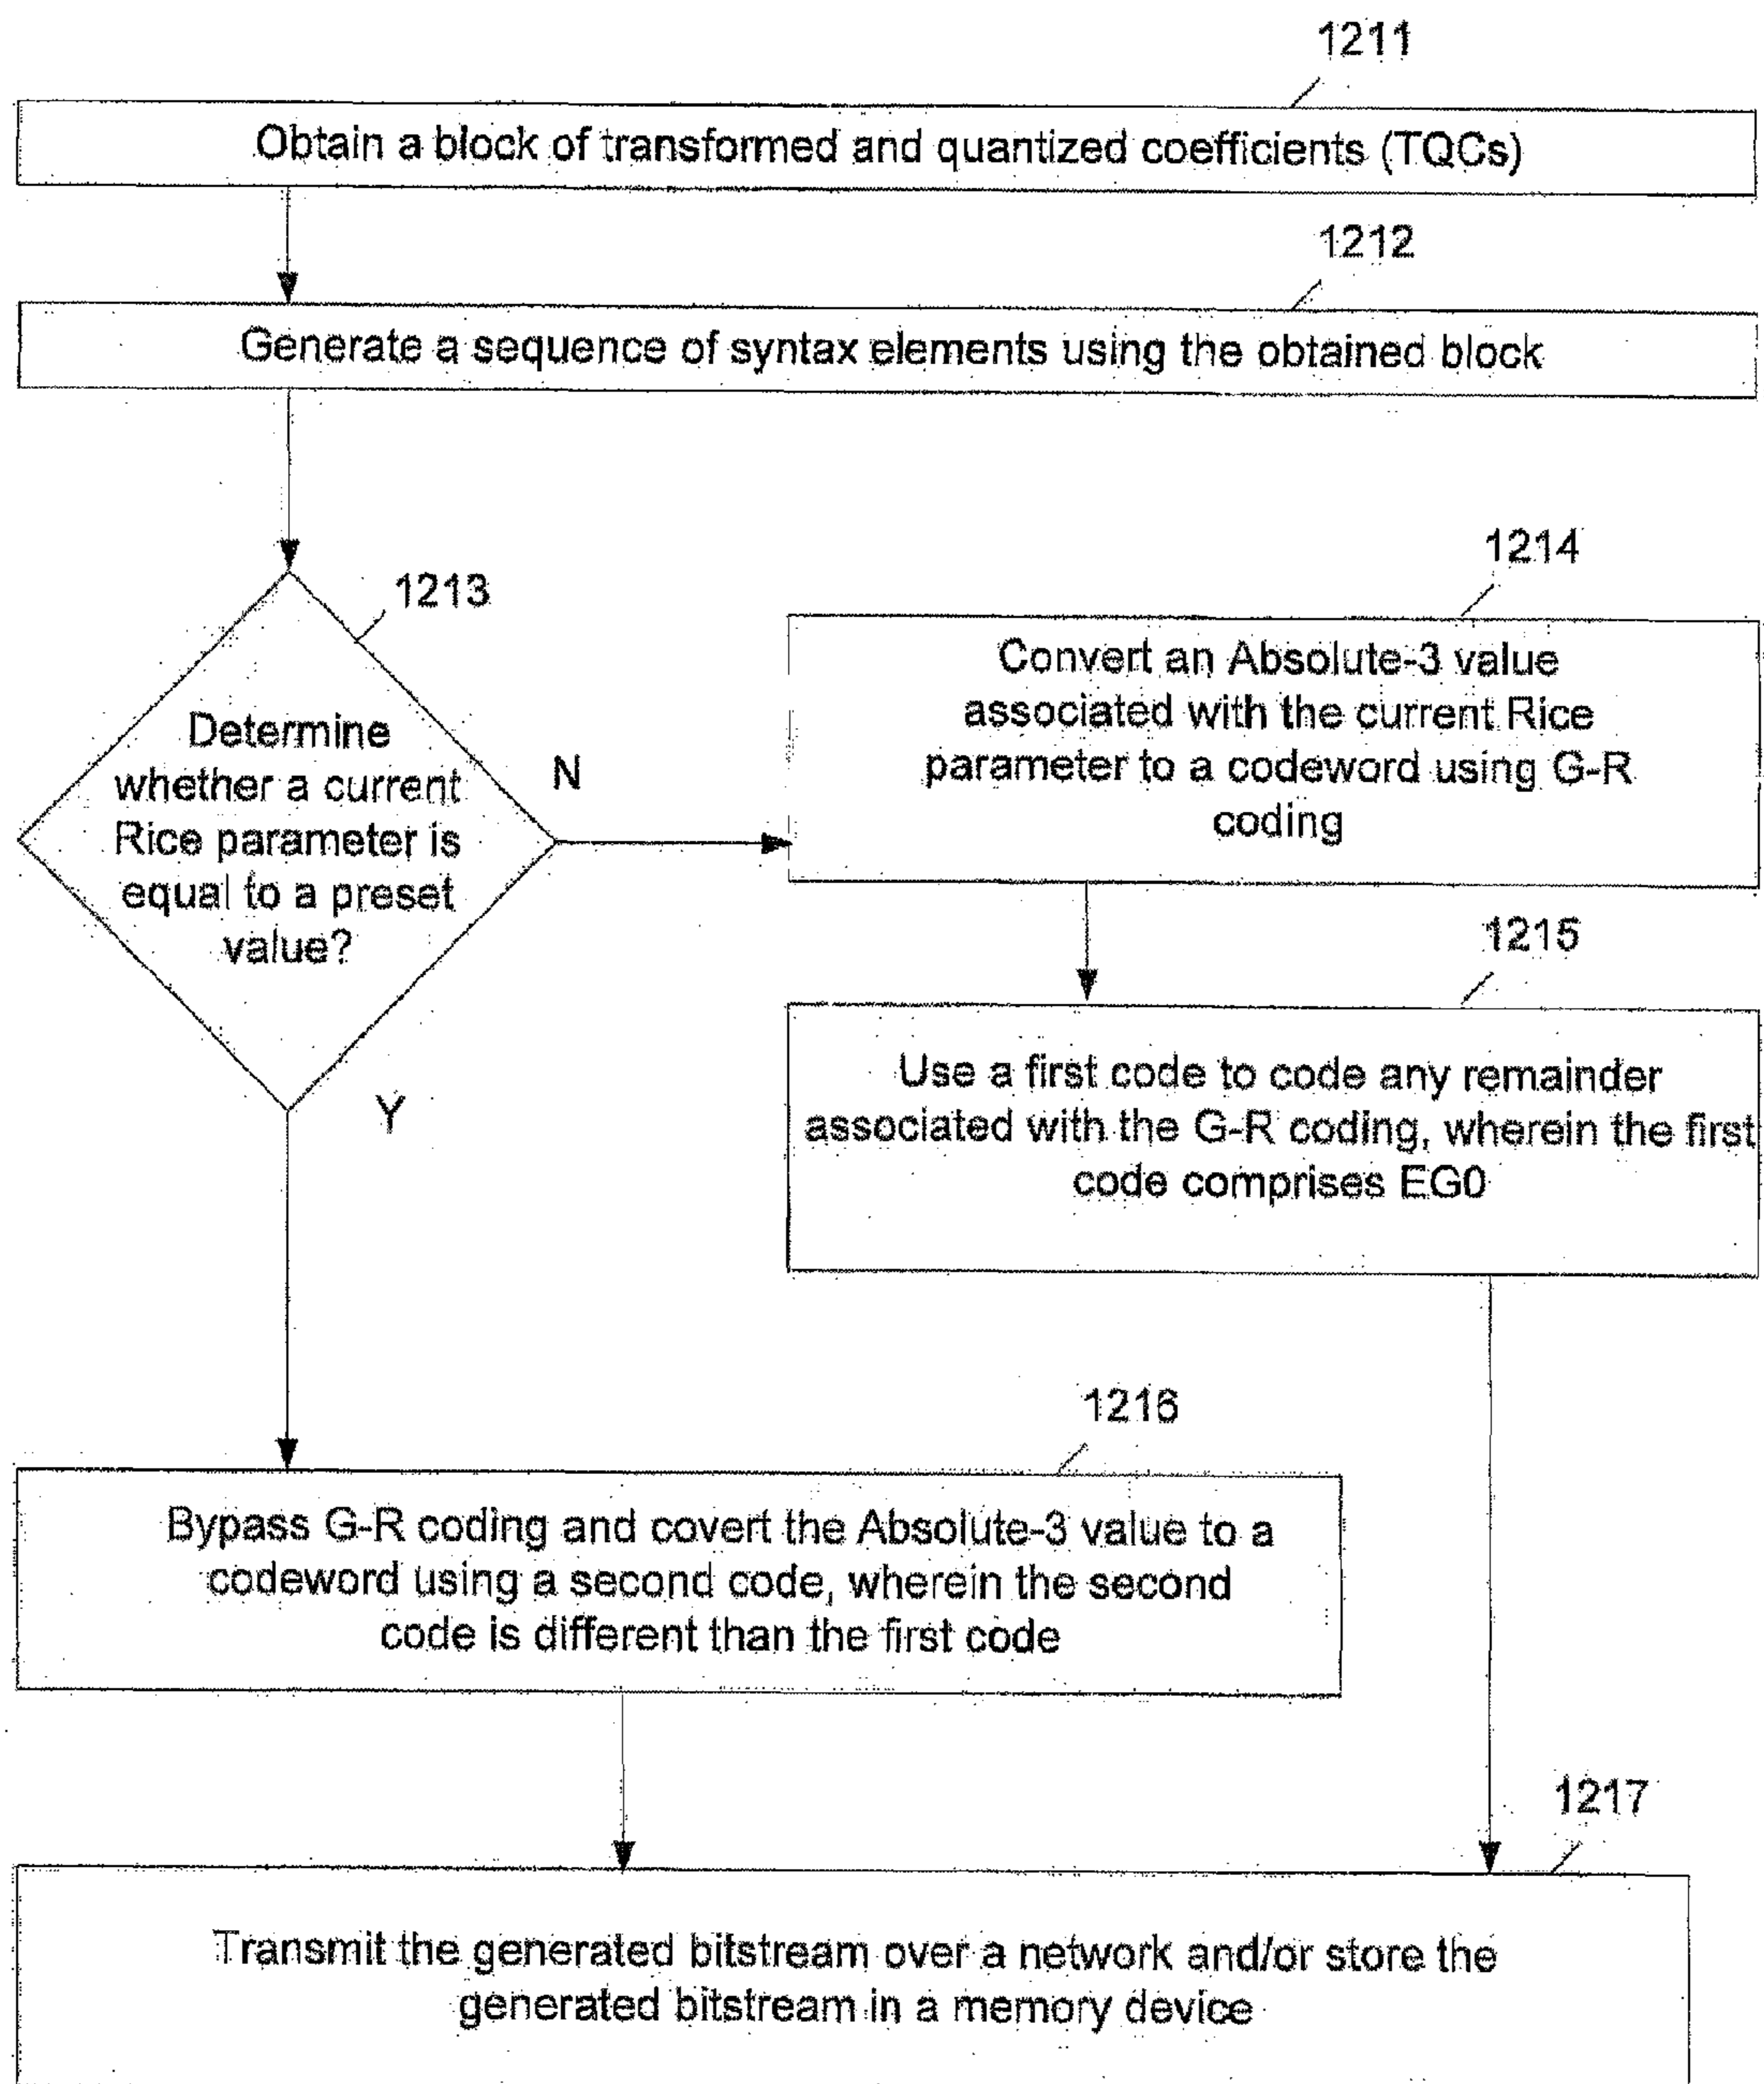 1211
Obtain a block of transformed and quantized coefficients (TQCs)
1212
Generate a sequence of syntax elements using the obtained block
1213
Determine
whether a current
Rice parameter is
equal to a preset
value?
N
Y
1214
Convert an Absolute-3 value
associated with the current Rice
parameter to a codeword using G-R
coding
1215
Use a first code to code any remainder
associated with the G-R coding, wherein the first
code comprises EG0
1216
Bypass G-R coding and covert the Absolute-3 value to a
codeword using a second code, wherein the second
code is different than the first code
1217
Transmit the generated bitstream over a network and/or store the
generated bitstream in a memory device